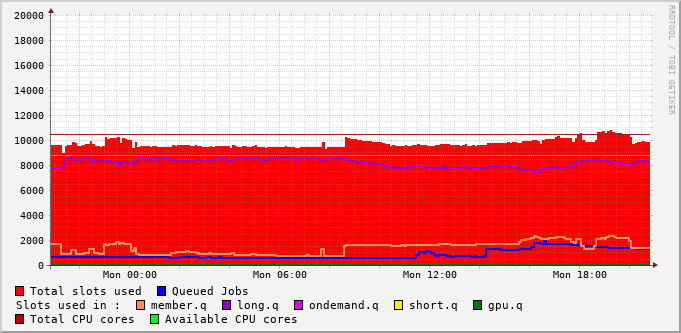 20000
18000
16000
14000
12000
10000
8000
6000
4000
2000
0
Mon 00:00 Mon 06:00 Mon 12:00 Mon 18:00
RRDTOOL / TOBI OETIKER
Total slots used Queued Jobs
Slots used in : member.q long.q ondemand.q short.q gpu.q
Total CPU cores Available CPU cores